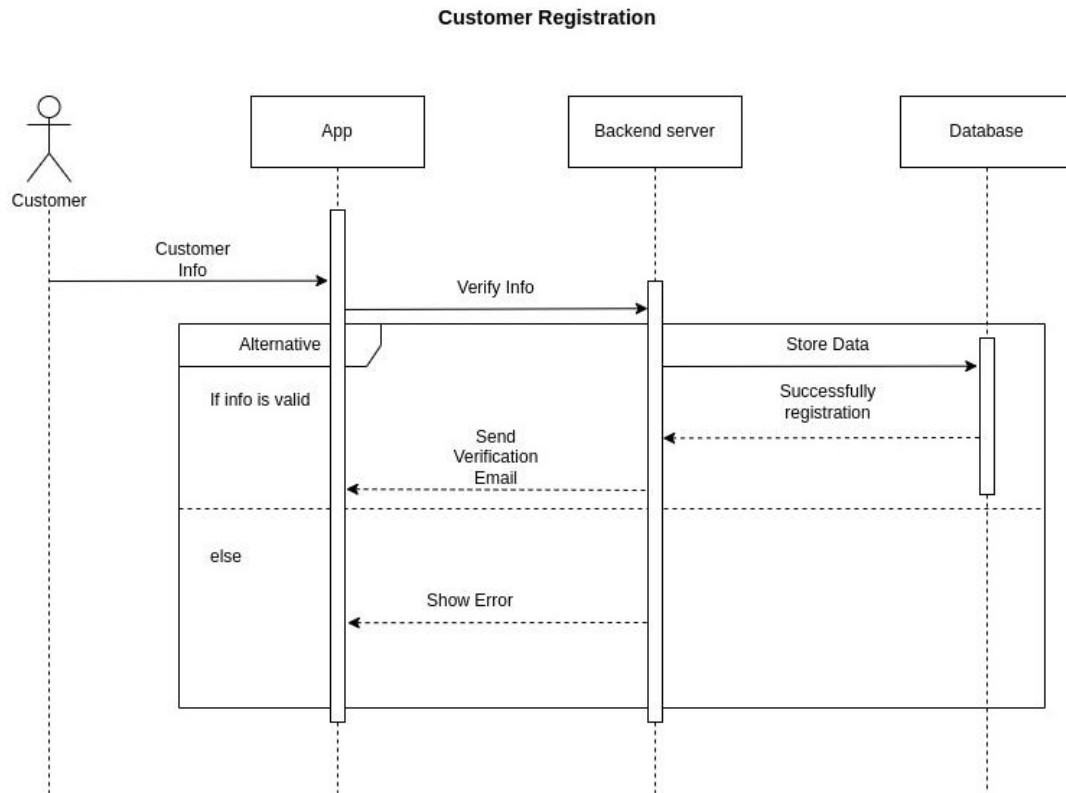 Customer Registration
App
Backend server
Database
Customer
Customer
Info
Verify Info
Alternative
Store Data
If info is valid
Successfully
registration
Send
Verification
Email
else
Show Error